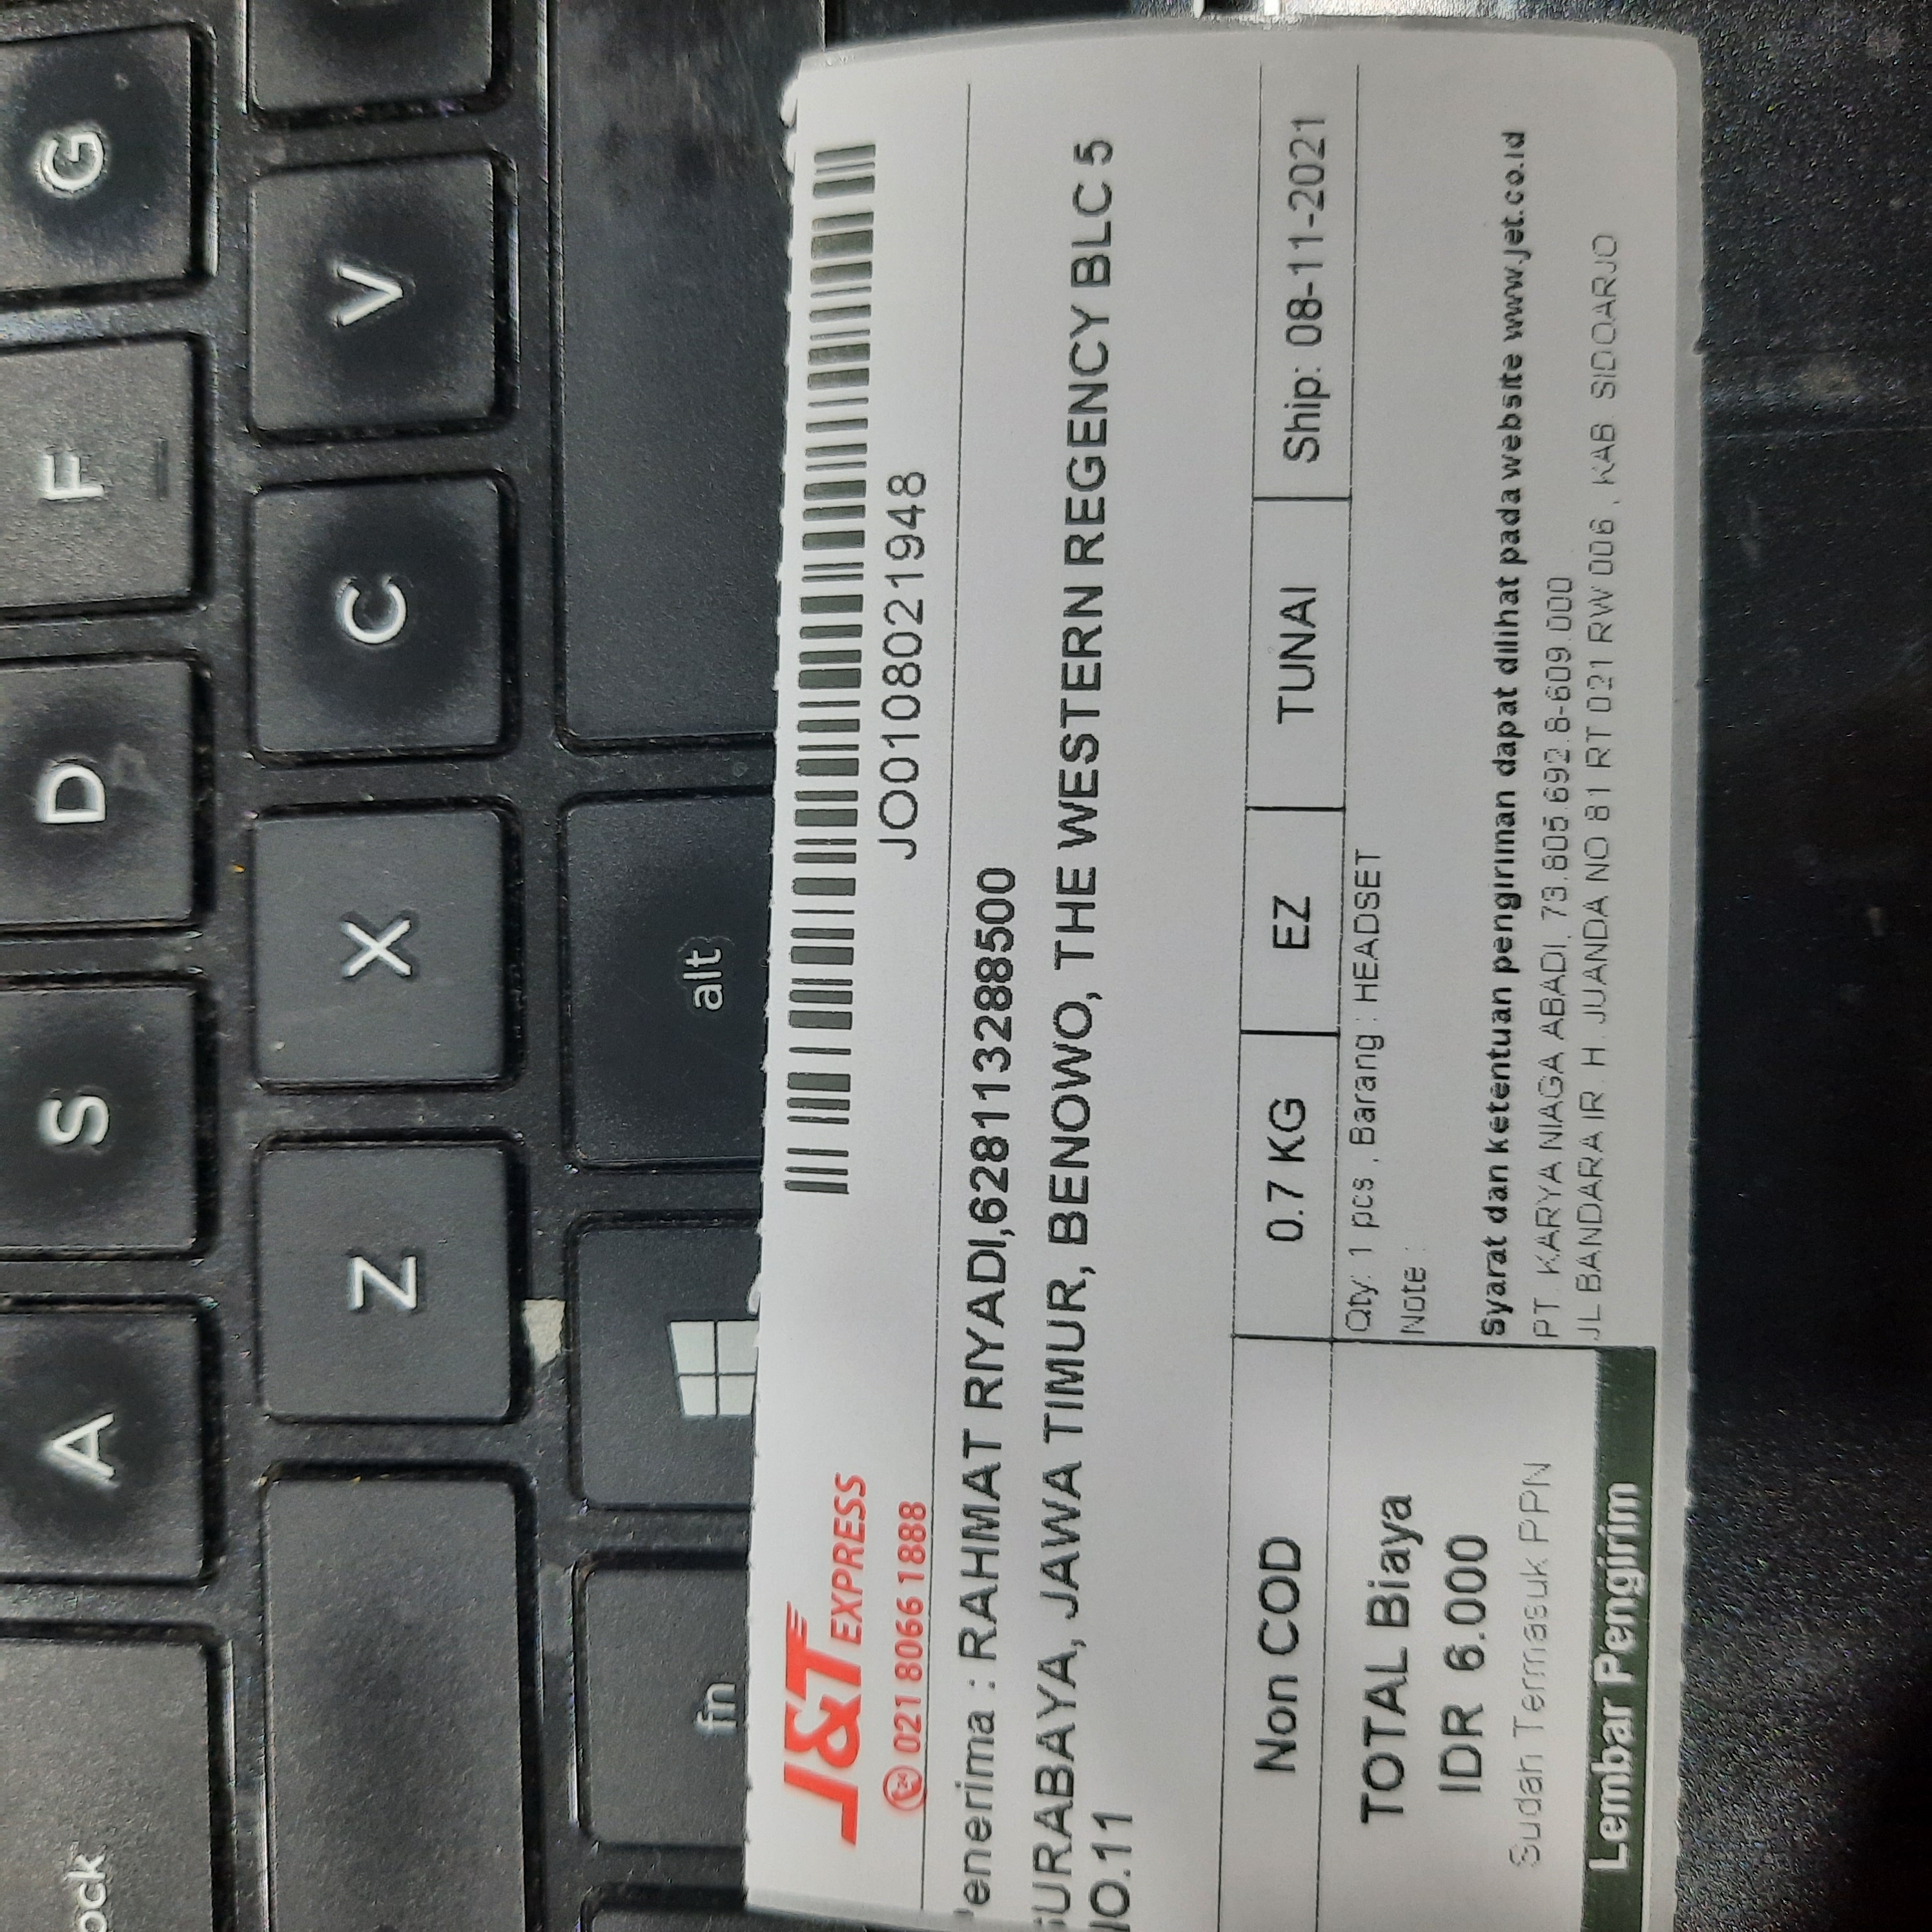 ock A S D F G
Z X C V
fn alt
J&T EXPRESS
24 021 8066 1888
JO0108021948
Penerima : RAHMAT RIYADI,628113288500
SURABAYA, JAWA TIMUR, BENOWO, THE WESTERN REGENCY BLC 5
NO.11
Non COD 0.7 KG EZ TUNAI Ship: 08-11-2021
TOTAL Biaya
IDR 6.000
Sudah Termasuk PPN
Lembar Pengirim
Qty: 1 pcs , Barang : HEADSET
Note :
Syarat dan ketentuan pengiriman dapat dilihat pada website www.jet.co.id
PT. KARYA NIAGA ABADI, 73.805.692.8-609.000
JL BANDARA IR. H. JUANDA NO 81 RT 021 RW 006 , KAB. SIDOARJO